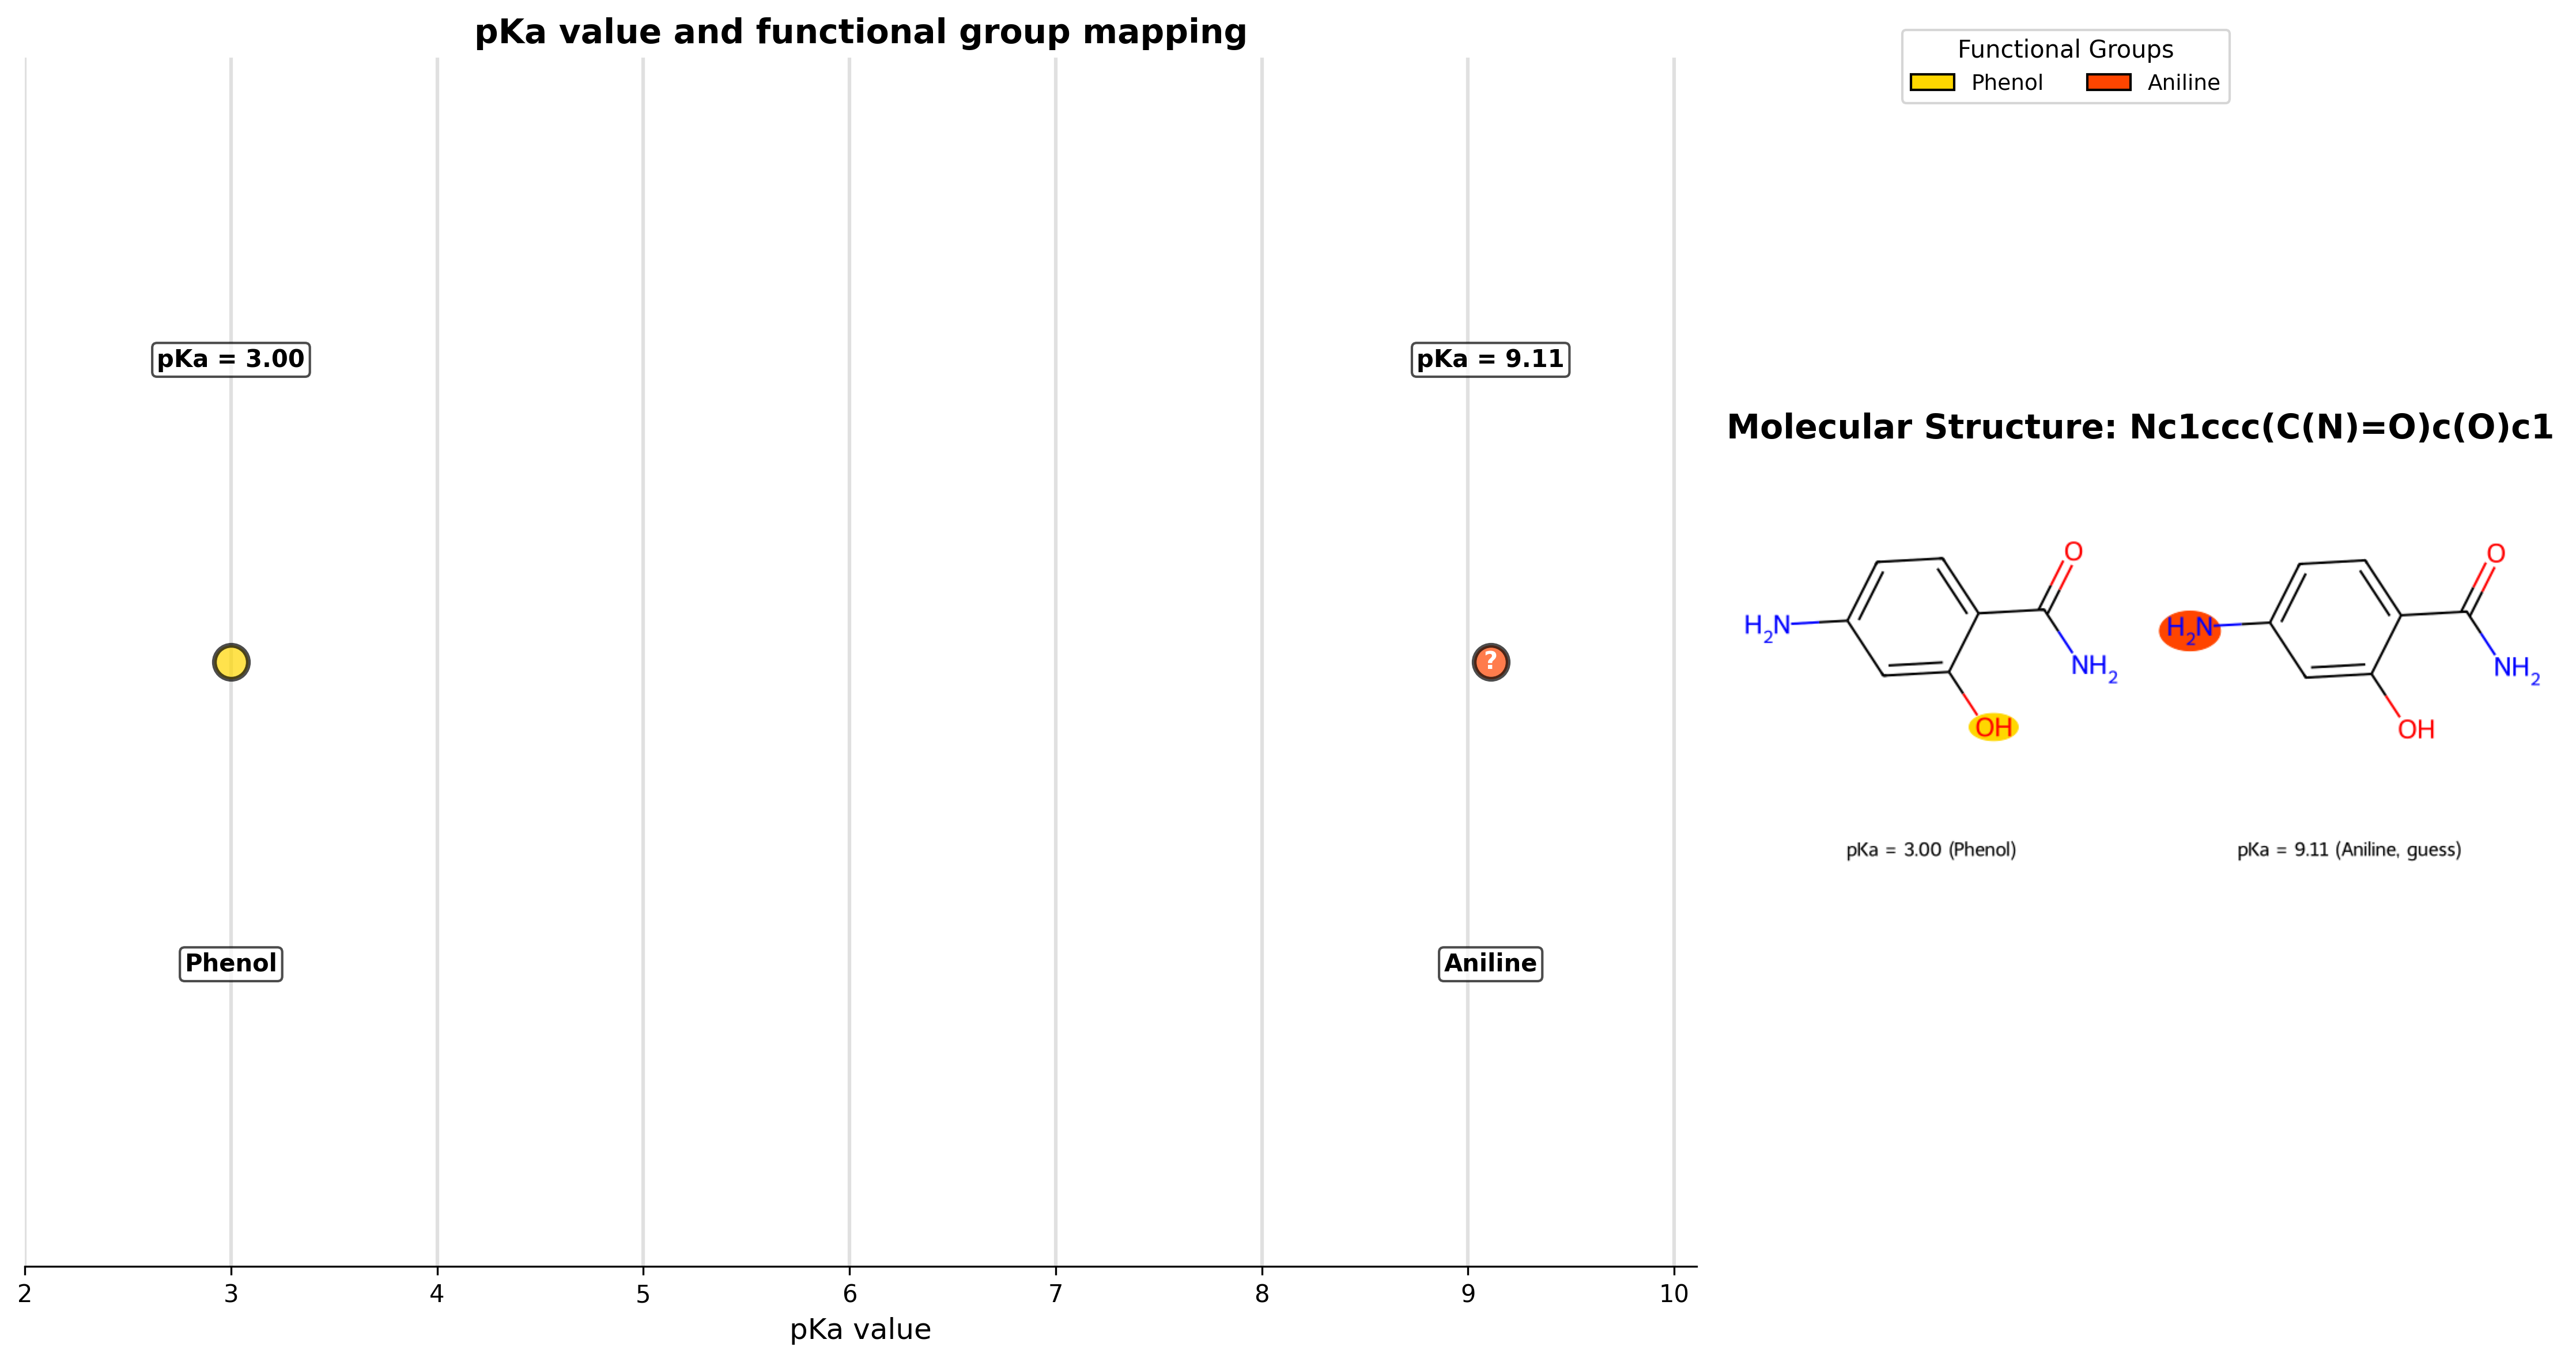 pKa value and functional group mapping
Functional Groups
Phenol
Aniline
pKa = 3.00
pKa = 9.11
?
Phenol
Aniline
2
3
4
5
6
7
8
9
10
pKa value
Molecular Structure: Nc1ccc(C(N)=O)c(O)c1
H2N
O
NH2
OH
H2N
O
NH2
OH
pKa = 3.00 (Phenol)
pKa = 9.11 (Aniline, guess)